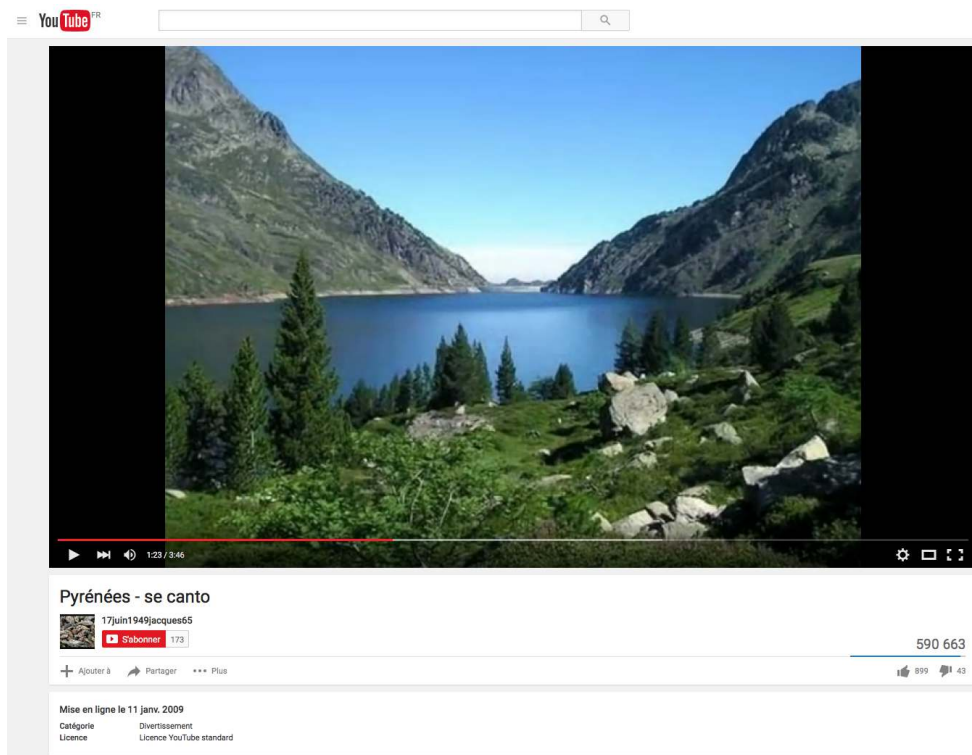 YouTube FR
1:23 / 3:46
Pyrénées - se canto
17juin1949jacques65
S'abonner 173
590 663
Ajouter à Partager Plus
899 43
Mise en ligne le 11 janv. 2009
Catégorie Divertissement
Licence Licence YouTube standard